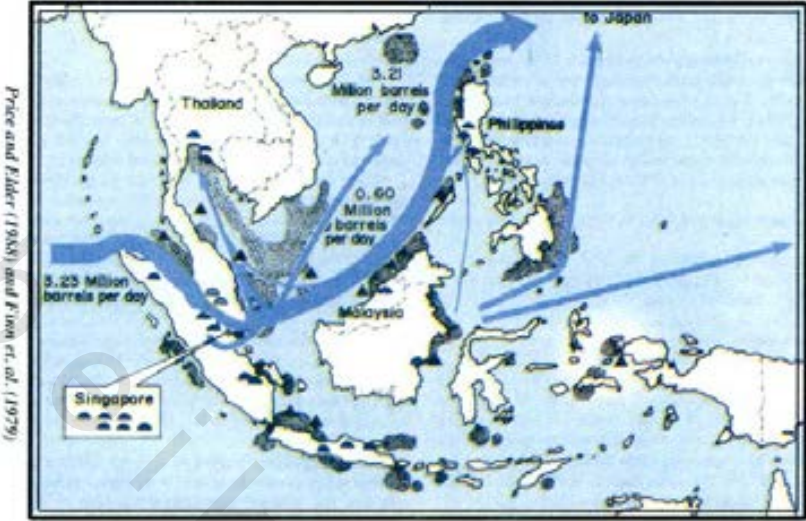 to Japan
3.21
Million barrels
per day
Thailand
Philippines
0.60
Million
barrels
per day
3.23 Million
barrels per day
Malaysia
Singapore
Price and Elder (1988) and Finn et. al. (1979)